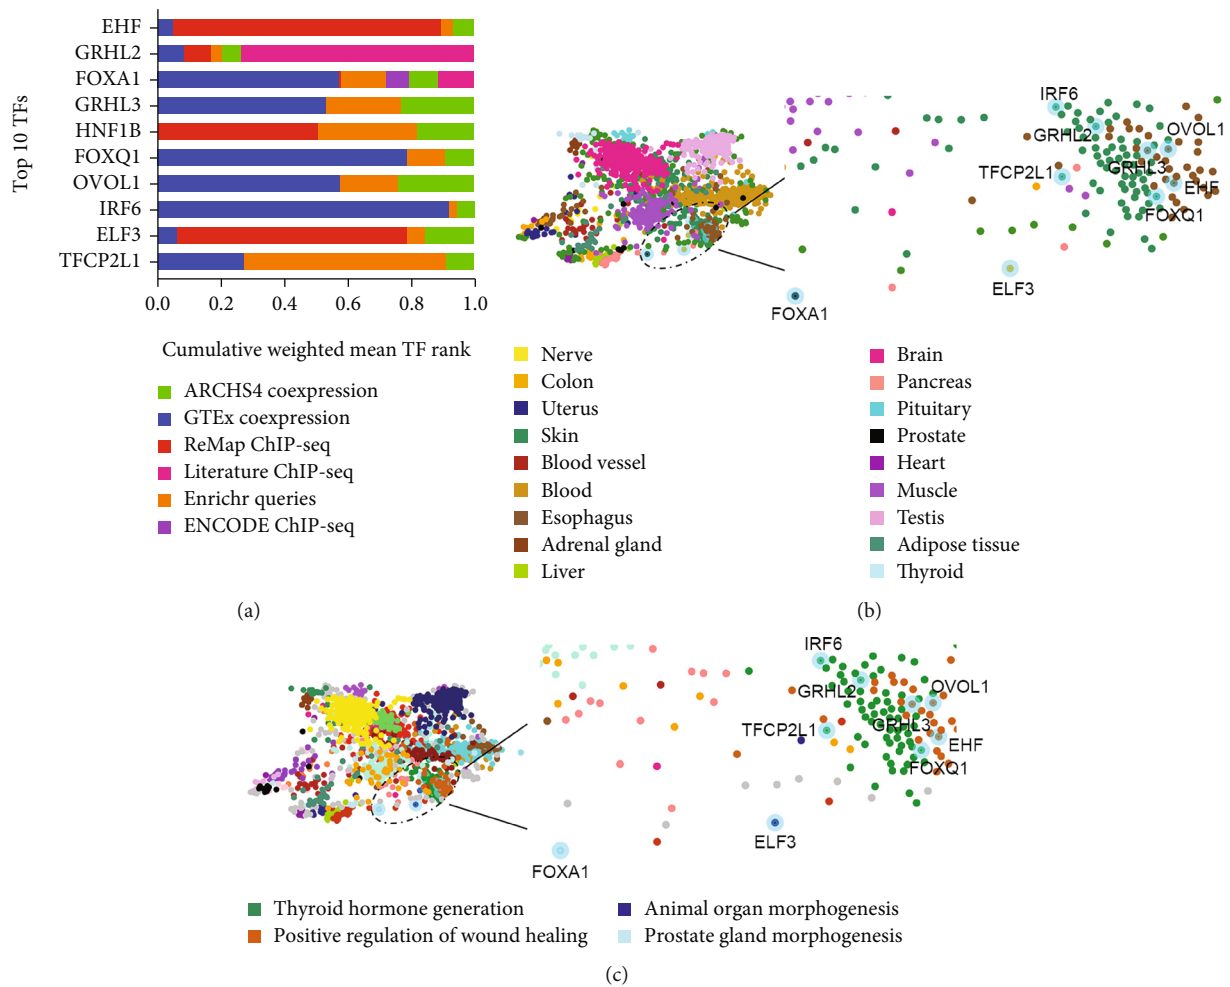 Top 10 TFs
EHF
GRHL2
FOXA1
GRHL3
HNF1B
FOXQ1
OVOL1
IRF6
ELF3
TFCP2L1
0.0 0.2 0.4 0.6 0.8 1.0
Cumulative weighted mean TF rank
ARCHS4 coexpression
GTEx coexpression
ReMap ChIP-seq
Literature ChIP-seq
Enrichr queries
ENCODE ChIP-seq
(a)
IRF6
GRHL2
OVOL1
TFCP2L1
GRHL3
EHF
FOXQ1
ELF3
FOXA1
Nerve
Colon
Uterus
Skin
Blood vessel
Blood
Esophagus
Adrenal gland
Liver
Brain
Pancreas
Pituitary
Prostate
Heart
Muscle
Testis
Adipose tissue
Thyroid
(b)
IRF6
GRHL2
OVOL1
TFCP2L1
GRHL3
EHF
FOXQ1
ELF3
FOXA1
Thyroid hormone generation
Positive regulation of wound healing
Animal organ morphogenesis
Prostate gland morphogenesis
(c)